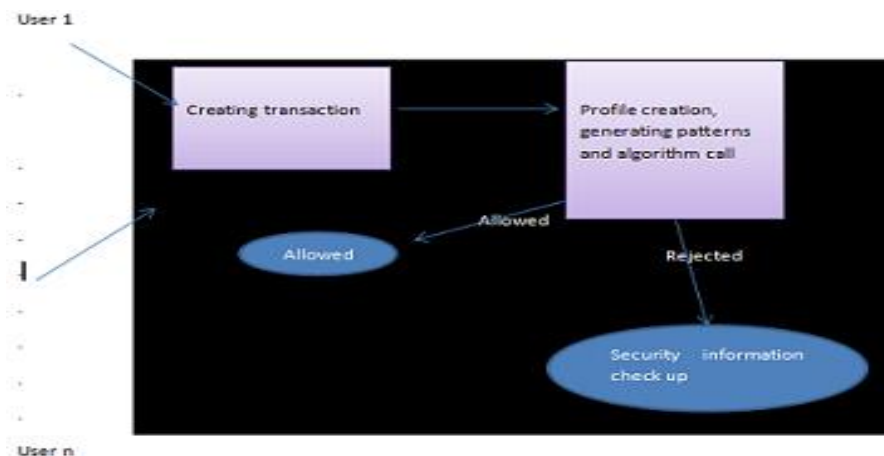 User 1
Creating transaction
Profile creation,
generating patterns
and algorithm call
Allowed
Allowed
Rejected
Security information
check up
User n